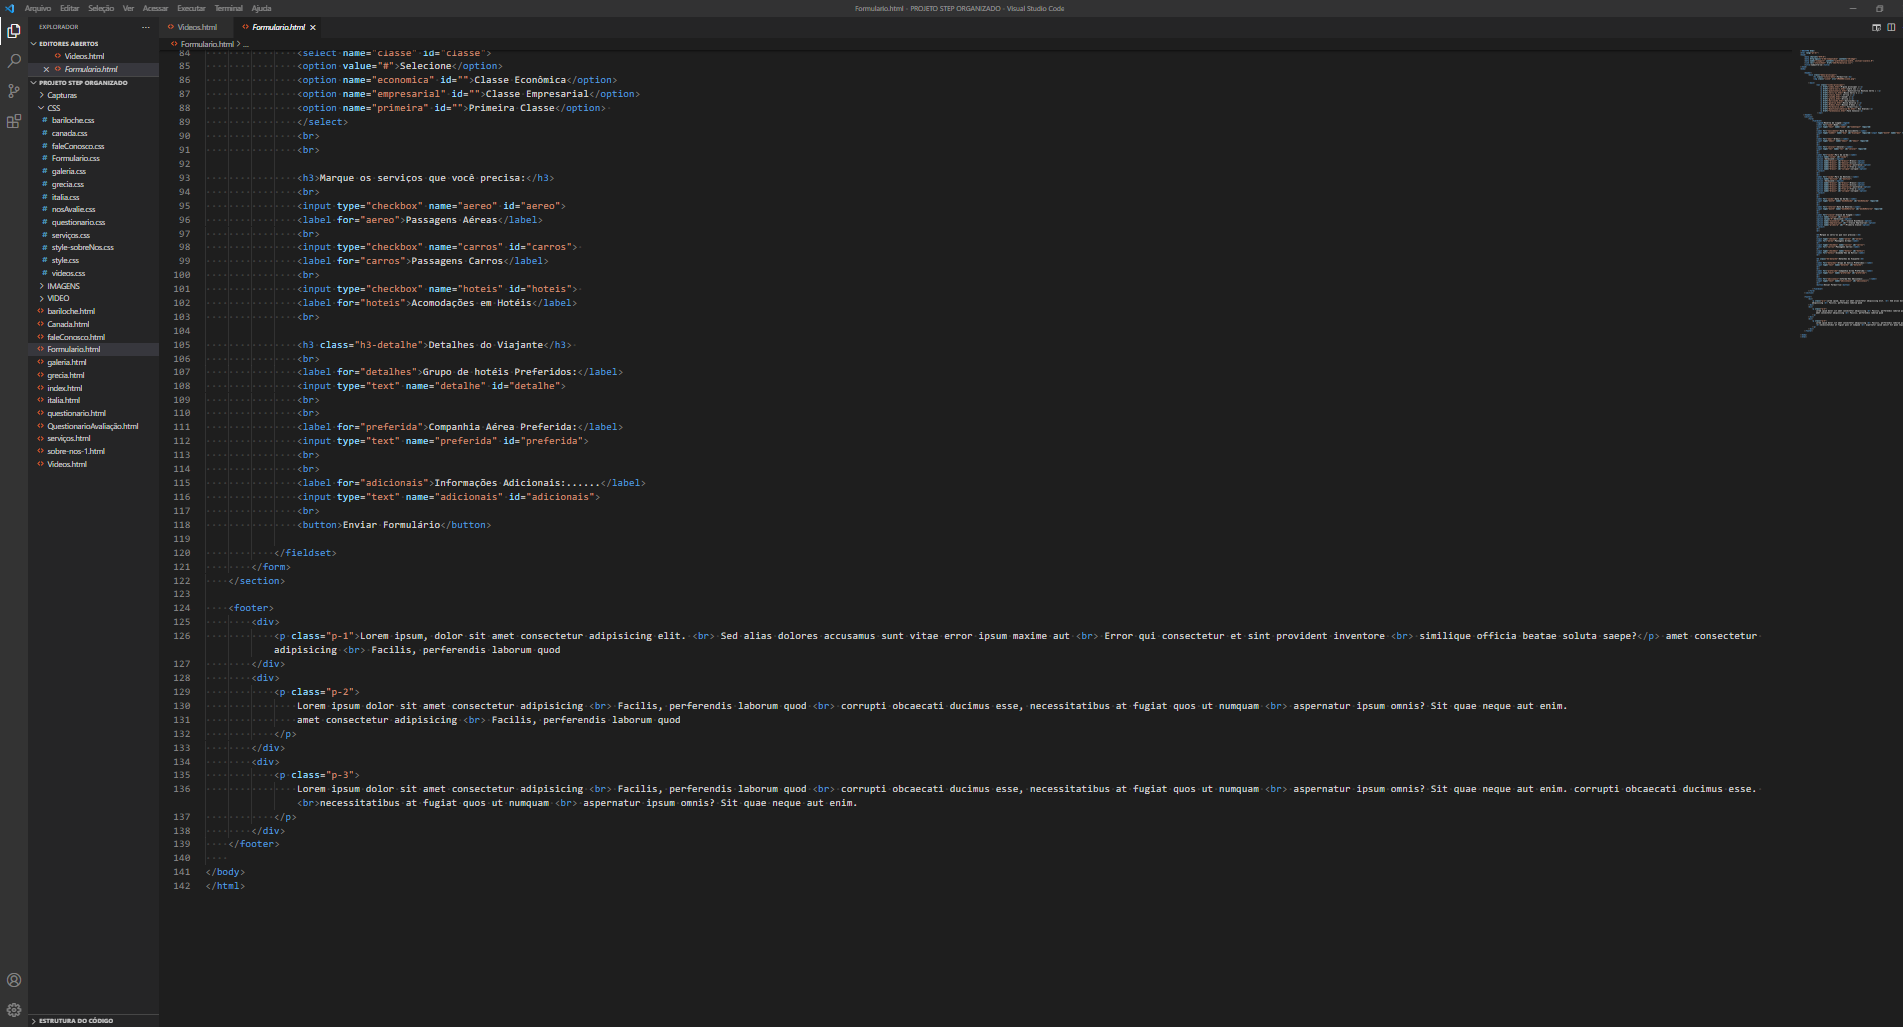 Arquivo Editar Seleção Ver Acessar Executar Terminal Ajuda
Formulario.html - PROJETO STEP ORGANIZADO - Visual Studio Code
EXPLORADOR
EDITORES ABERTOS
Videos.html
Formulario.html
PROJETO STEP ORGANIZADO
Capturas
CSS
bariloche.css
canada.css
faleConosco.css
Formulario.css
galeria.css
grecia.css
italia.css
nosAvalie.css
questionario.css
serviços.css
style-sobreNos.css
style.css
videos.css
IMAGENS
VIDEO
bariloche.html
Canada.html
faleConosco.html
Formulario.html
galeria.html
grecia.html
index.html
italia.html
questionario.html
QuestionarioAvaliação.html
serviços.html
sobre-nos-1.html
Videos.html
ESTRUTURA DO CÓDIGO
Videos.html Formulario.html
Formulario.html > ...
84 <select name="classe" id="classe">
85 <option value="#">Selecione</option>
86 <option name="economica" id="">Classe Econômica</option>
87 <option name="empresarial" id="">Classe Empresarial</option>
88 <option name="primeira" id="">Primeira Classe</option>
89 </select>
90 <br>
91 <br>
92
93 <h3>Marque os serviços que você precisa:</h3>
94 <br>
95 <input type="checkbox" name="aereo" id="aereo">
96 <label for="aereo">Passagens Aéreas</label>
97 <br>
98 <input type="checkbox" name="carros" id="carros">
99 <label for="carros">Passagens Carros</label>
100 <br>
101 <input type="checkbox" name="hoteis" id="hoteis">
102 <label for="hoteis">Acomodações em Hotéis</label>
103 <br>
104
105 <h3 class="h3-detalhe">Detalhes do Viajante</h3>
106 <br>
107 <label for="detalhes">Grupo de hotéis Preferidos:</label>
108 <input type="text" name="detalhe" id="detalhe">
109 <br>
110 <br>
111 <label for="preferida">Companhia Aérea Preferida:</label>
112 <input type="text" name="preferida" id="preferida">
113 <br>
114 <br>
115 <label for="adicionais">Informações Adicionais:......</label>
116 <input type="text" name="adicionais" id="adicionais">
117 <br>
118 <button>Enviar Formulário</button>
119
120 </fieldset>
121 </form>
122 </section>
123
124 <footer>
125 <div>
126 <p class="p-1">Lorem ipsum, dolor sit amet consectetur adipisicing elit. <br> Sed alias dolores accusamus sunt vitae error ipsum maxime aut <br> Error qui consectetur et sint provident inventore <br> similique officia beatae soluta saepe?</p> amet consectetur
adipisicing <br> Facilis, perferendis laborum quod
127 </div>
128 <div>
129 <p class="p-2">
130 Lorem ipsum dolor sit amet consectetur adipisicing <br> Facilis, perferendis laborum quod <br> corrupti obcaecati ducimus esse, necessitatibus at fugiat quos ut numquam <br> aspernatur ipsum omnis? Sit quae neque aut enim.
131 amet consectetur adipisicing <br> Facilis, perferendis laborum quod
132 </p>
133 </div>
134 <div>
135 <p class="p-3">
136 Lorem ipsum dolor sit amet consectetur adipisicing <br> Facilis, perferendis laborum quod <br> corrupti obcaecati ducimus esse, necessitatibus at fugiat quos ut numquam <br> aspernatur ipsum omnis? Sit quae neque aut enim. corrupti obcaecati ducimus esse.
<br>necessitatibus at fugiat quos ut numquam <br> aspernatur ipsum omnis? Sit quae neque aut enim.
137 </p>
138 </div>
139 </footer>
140
141 </body>
142 </html>